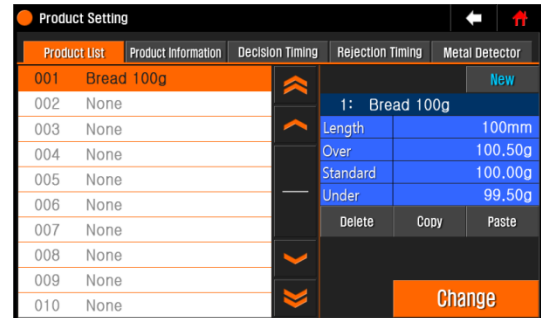 Product Setting
Product List Product Information Decision Timing Rejection Timing Metal Detector
001 Bread 100g
002 None
003 None
004 None
005 None
006 None
007 None
008 None
009 None
010 None
New
1: Bread 100g
Length 100mm
Over 100,50g
Standard 100,00g
Under 99,50g
Delete Copy Paste
Change